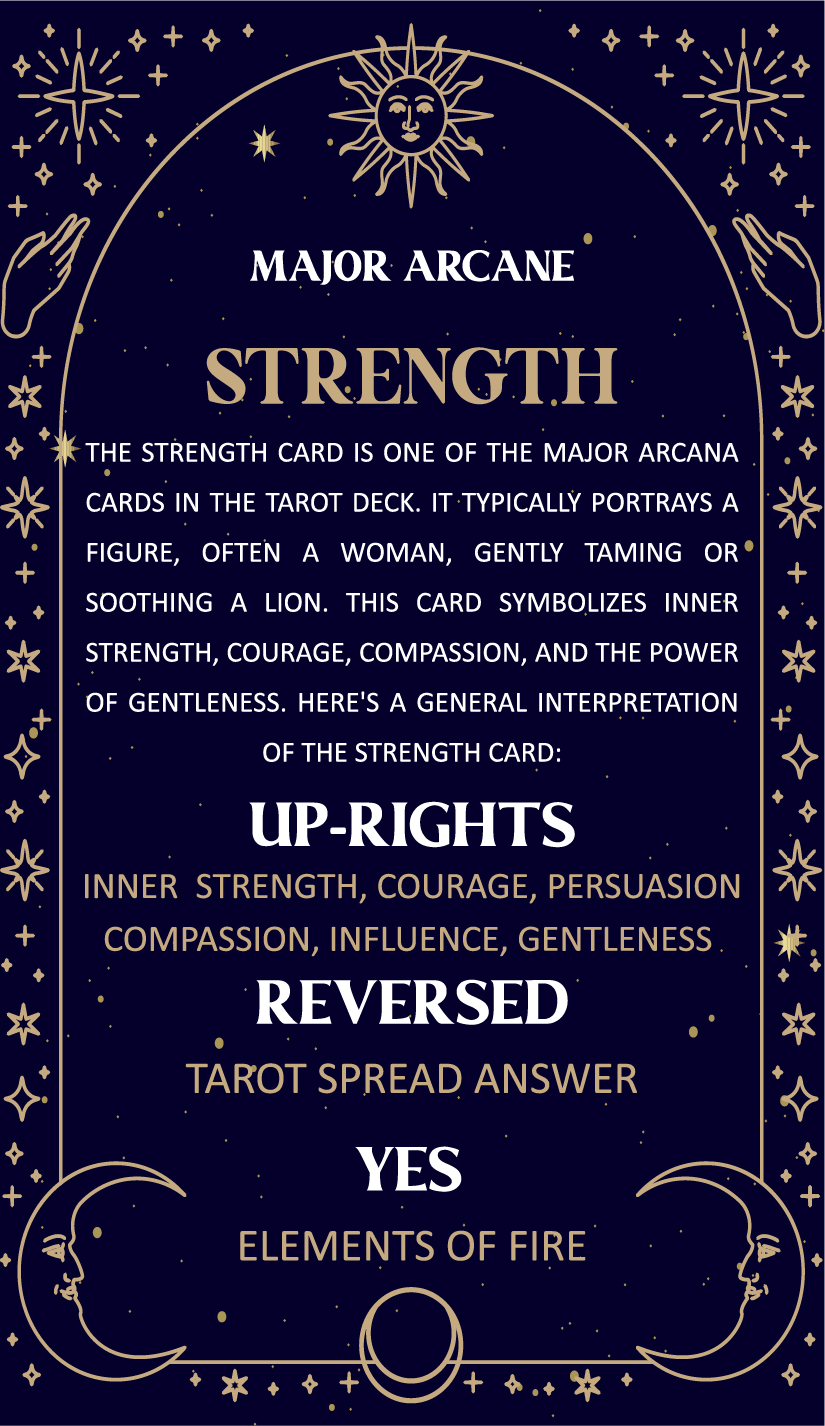 MAJOR ARCANE
STRENGTH
THE STRENGTH CARD IS ONE OF THE MAJOR ARCANA
CARDS IN THE TAROT DECK. IT TYPICALLY PORTRAYS A
FIGURE, OFTEN A WOMAN, GENTLY TAMING OR
SOOTHING A LION. THIS CARD SYMBOLIZES INNER
STRENGTH, COURAGE, COMPASSION, AND THE POWER
OF GENTLENESS. HERE'S A GENERAL INTERPRETATION
OF THE STRENGTH CARD:
UP-RIGHTS
INNER STRENGTH, COURAGE, PERSUASION
COMPASSION, INFLUENCE, GENTLENESS
REVERSED
TAROT SPREAD ANSWER
YES
ELEMENTS OF FIRE